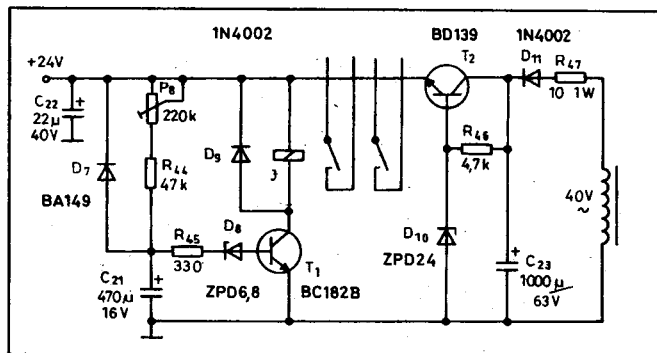 1N4002
BD139
1N4002
+24V
T2
D11
R47
10 1W
C22
22µ
40V
P8
220k
D7
BA149
R44
47k
D9
R46
4,7k
40V
~
R45
330
D8
T1
BC182B
ZPD6,8
D10
ZPD24
C21
470µ
16V
C23
1000µ
63V